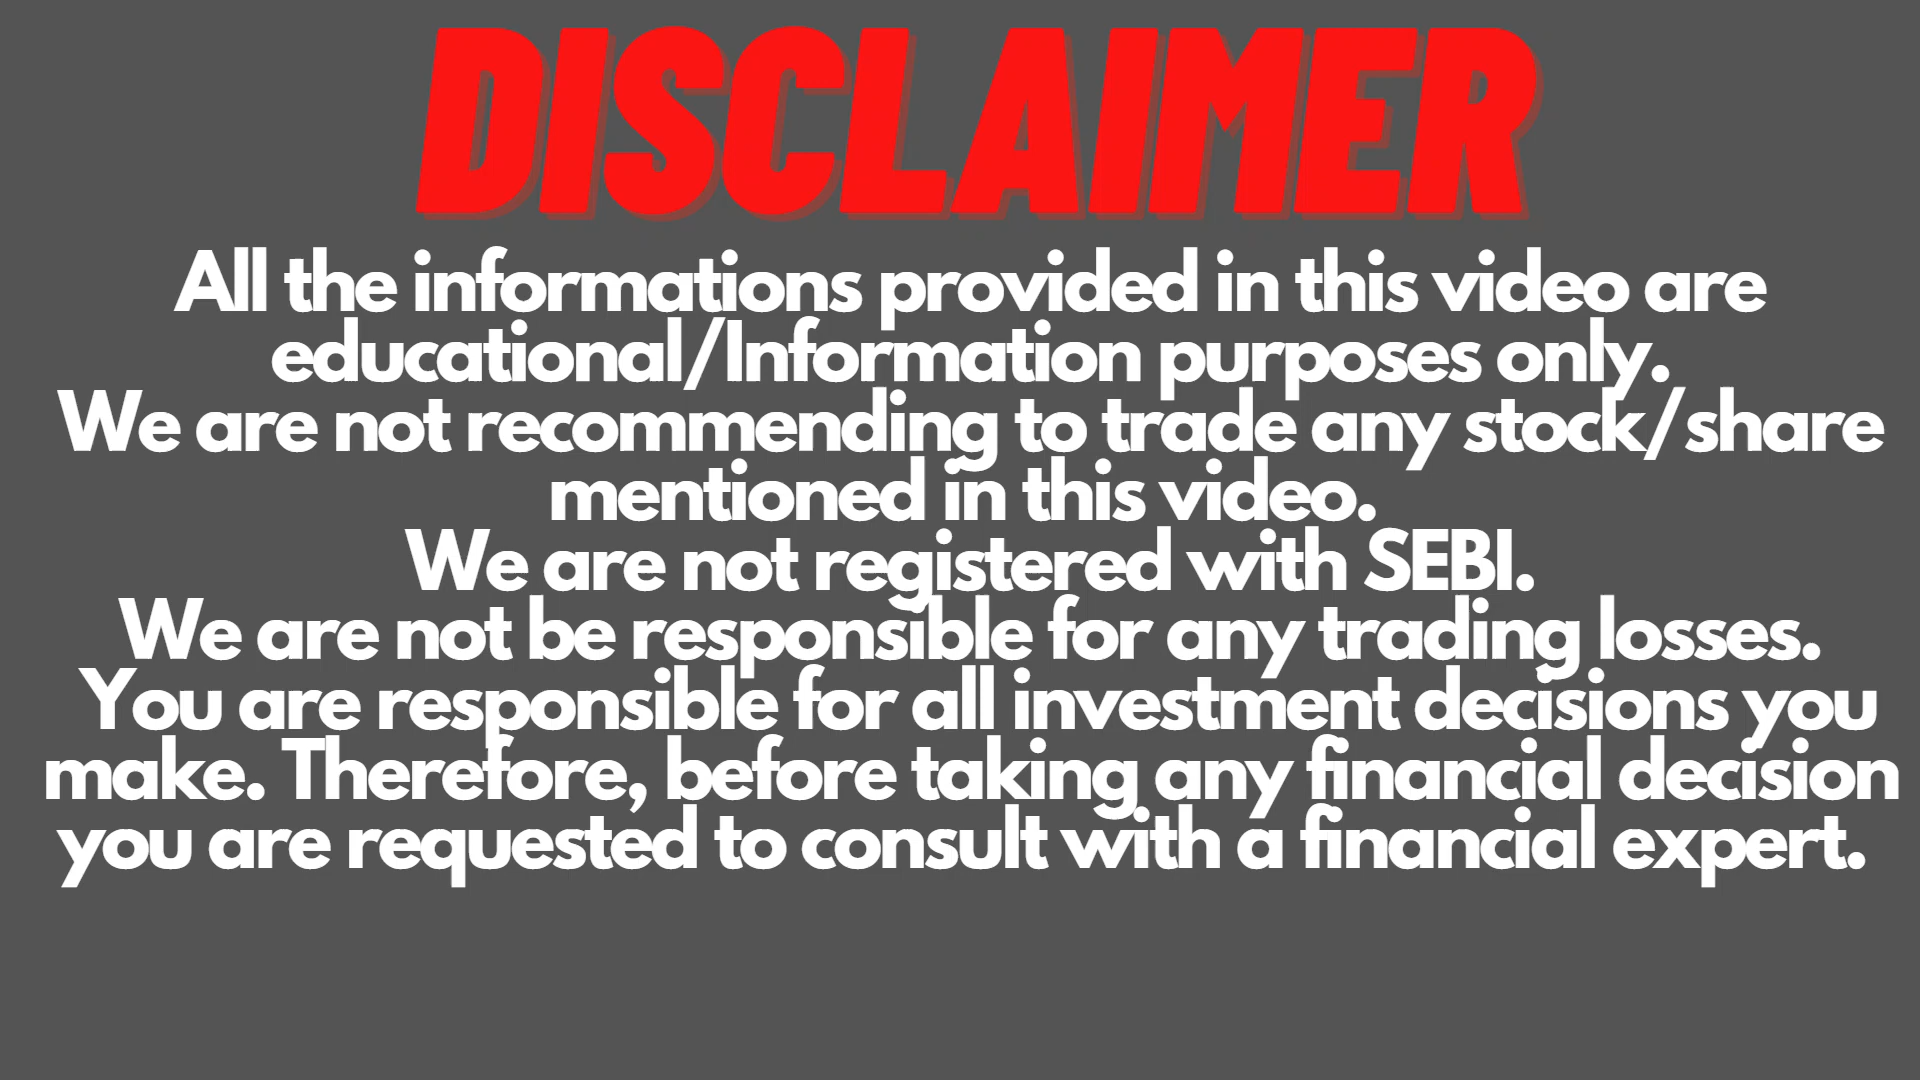 DISCLAIMER
All the informations provided in this video are
educational/Information purposes only.
We are not recommending to trade any stock/share
mentioned in this video.
We are not registered with SEBI.
We are not be responsible for any trading losses.
You are responsible for all investment decisions you
make. Therefore, before taking any financial decision
you are requested to consult with a financial expert.